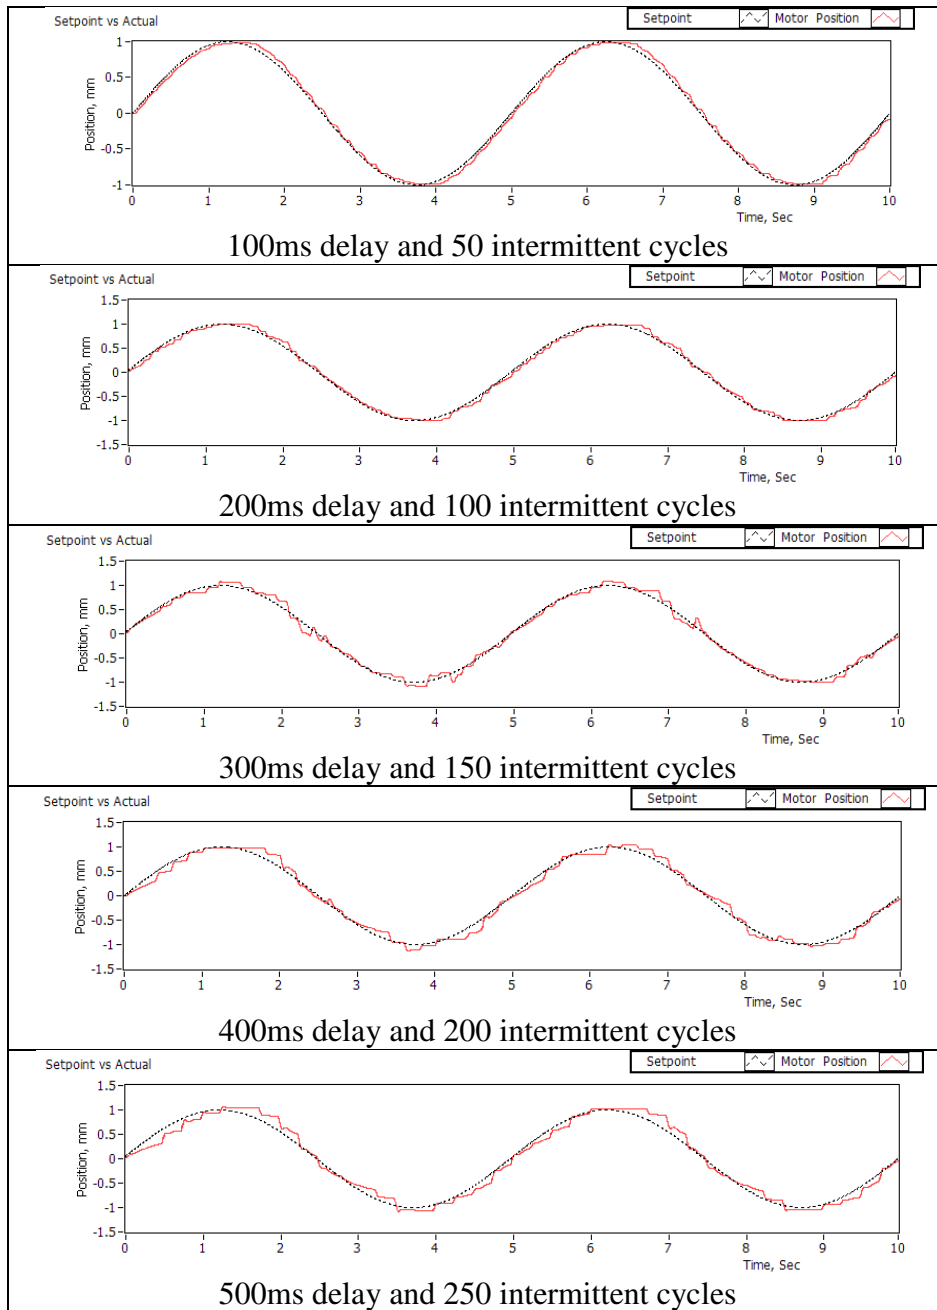 Setpoint vs Actual
Setpoint Motor Position
1
0.5
0
-0.5
-1
Position, mm
0 1 2 3 4 5 6 7 8 9 10
Time, Sec
100ms delay and 50 intermittent cycles
Setpoint vs Actual
Setpoint Motor Position
1.5
1
0.5
0
-0.5
-1
-1.5
Position, mm
0 1 2 3 4 5 6 7 8 9 10
Time, Sec
200ms delay and 100 intermittent cycles
Setpoint vs Actual
Setpoint Motor Position
1.5
1
0.5
0
-0.5
-1
-1.5
Position, mm
0 1 2 3 4 5 6 7 8 9 10
Time, Sec
300ms delay and 150 intermittent cycles
Setpoint vs Actual
Setpoint Motor Position
1.5
1
0.5
0
-0.5
-1
-1.5
Position, mm
0 1 2 3 4 5 6 7 8 9 10
Time, Sec
400ms delay and 200 intermittent cycles
Setpoint vs Actual
Setpoint Motor Position
1.5
1
0.5
0
-0.5
-1
-1.5
Position, mm
0 1 2 3 4 5 6 7 8 9 10
Time, Sec
500ms delay and 250 intermittent cycles